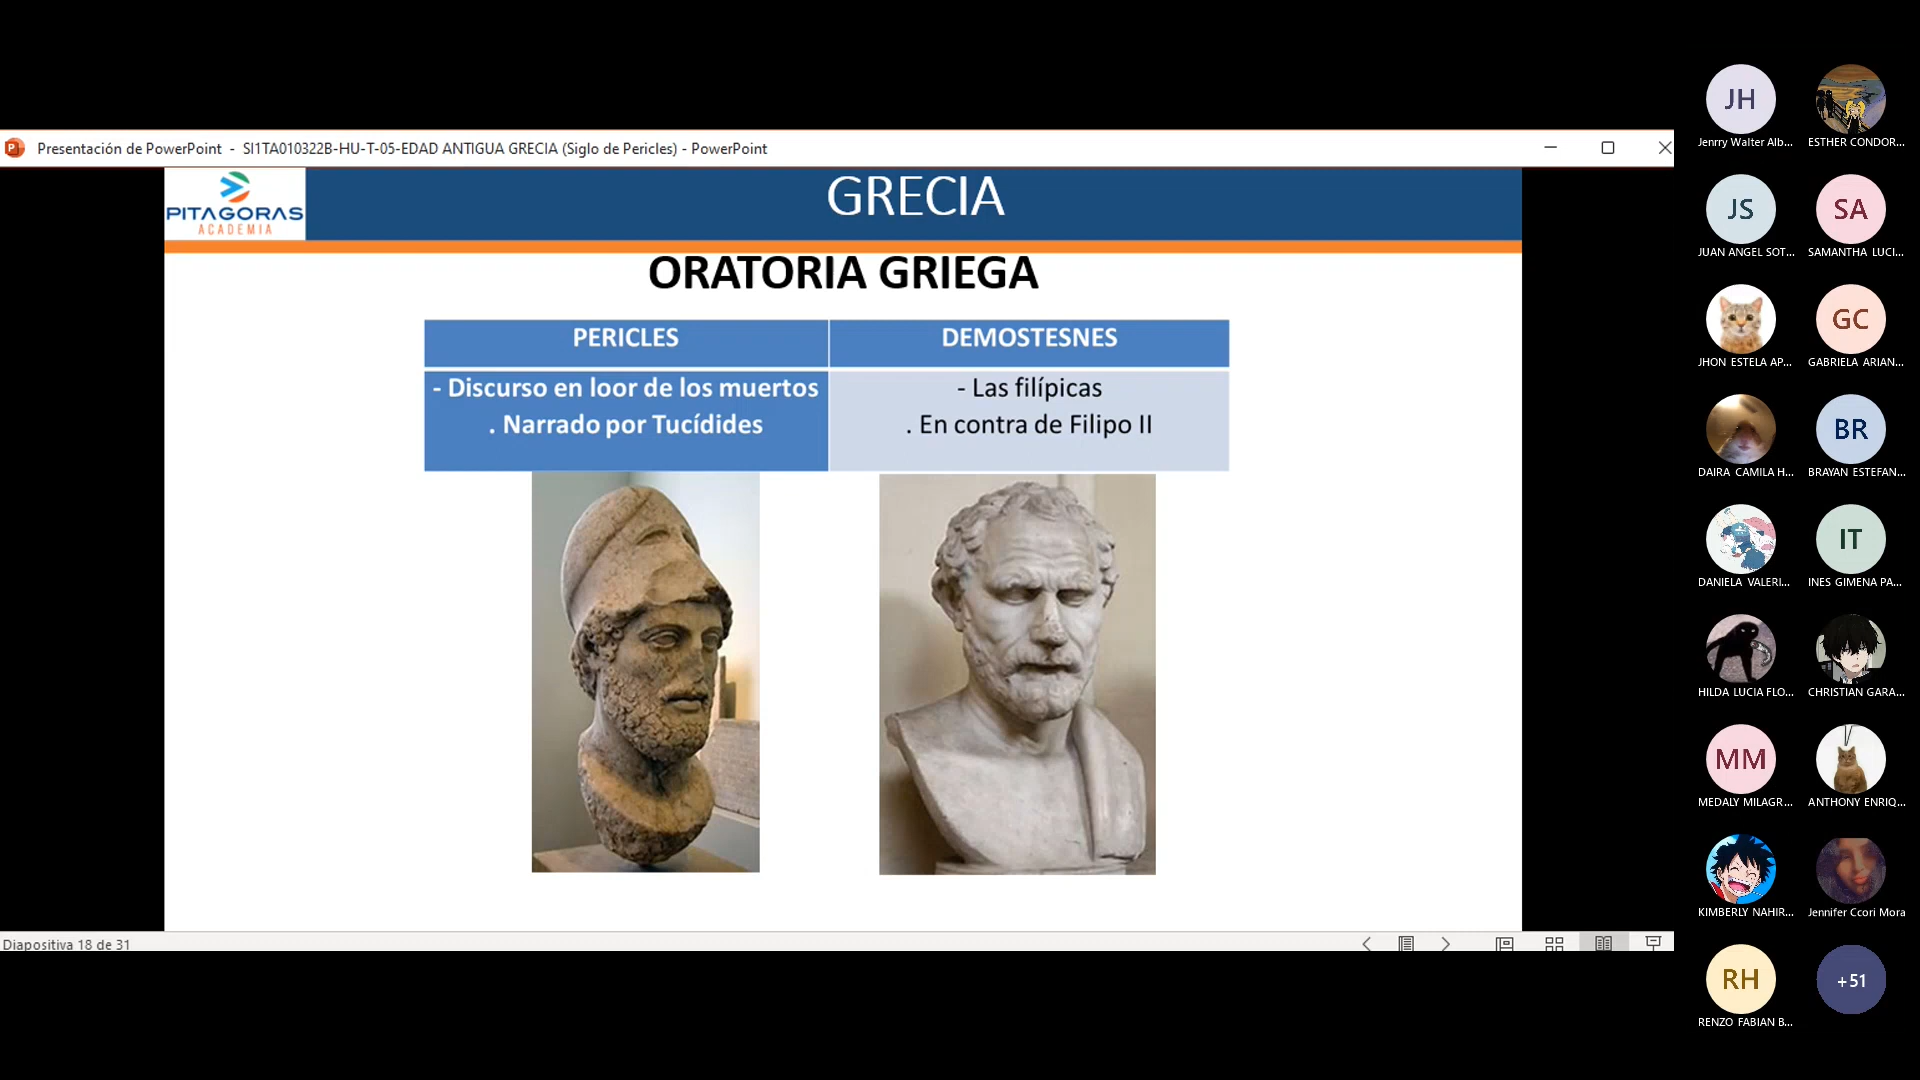 Presentación de PowerPoint - SI1TA010322B-HU-T-05-EDAD ANTIGUA GRECIA (Siglo de Pericles) - PowerPoint
PITAGORAS
ACADEMIA
GRECIA
ORATORIA GRIEGA
PERICLES
- Discurso en loor de los muertos
. Narrado por Tucídides
DEMOSTESNES
- Las filípicas
. En contra de Filipo II
Diapositiva 18 de 31
JH
Jenrry Walter Alb...
ESTHER CONDOR...
JS
JUAN ANGEL SOT...
SA
SAMANTHA LUCI...
JHON ESTELA AP...
GC
GABRIELA ARIAN...
DAIRA CAMILA H...
BR
BRAYAN ESTEFAN...
DANIELA VALERI...
IT
INES GIMENA PA...
HILDA LUCIA FLO...
CHRISTIAN GARA...
MM
MEDALY MILAGR...
ANTHONY ENRIQ...
KIMBERLY NAHIR...
Jennifer Ccori Mora
RH
RENZO FABIAN B...
+51